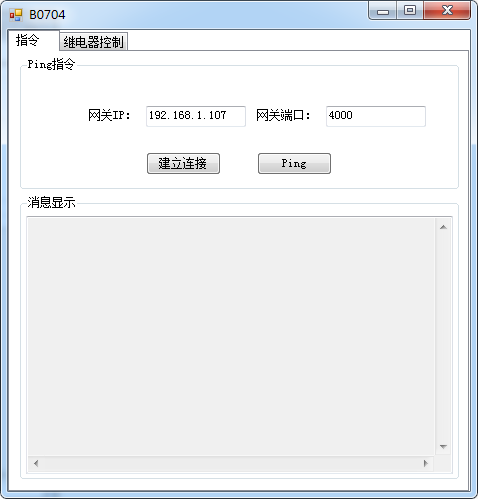 B0704
指令 继电器控制
Ping指令
网关IP: 192.168.1.107 网关端口: 4000
建立连接 Ping
消息显示